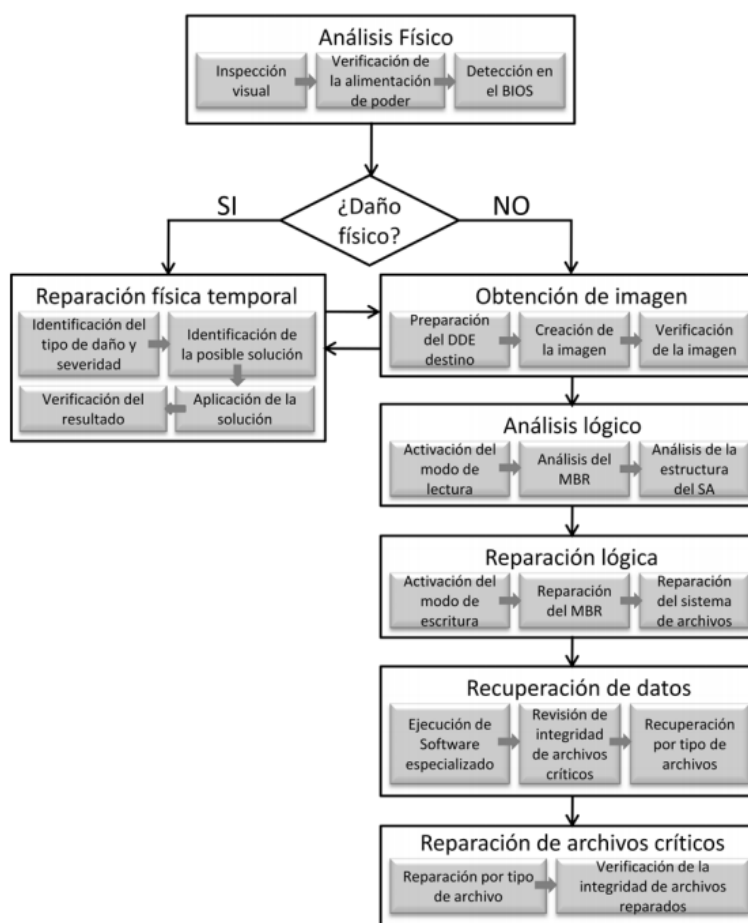 Análisis Físico
Inspección
visual
Verificación de
la alimentación
de poder
Detección en
el BIOS
¿Daño
físico?
SI
NO
Reparación física temporal
Identificación del
tipo de daño y
severidad
Identificación de
la posible solución
Verificación del
resultado
Aplicación de la
solución
Obtención de imagen
Preparación
del DDE
destino
Creación de
la imagen
Verificación
de la imagen
Análisis lógico
Activación del
modo de
lectura
Análisis del
MBR
Análisis de la
estructura
del SA
Reparación lógica
Activación del
modo de
escritura
Reparación
del MBR
Reparación
del sistema
de archivos
Recuperación de datos
Ejecución de
Software
especializado
Revisión de
integridad
de archivos
críticos
Recuperación
por tipo de
archivos
Reparación de archivos críticos
Reparación por tipo
de archivo
Verificación de la
integridad de archivos
reparados